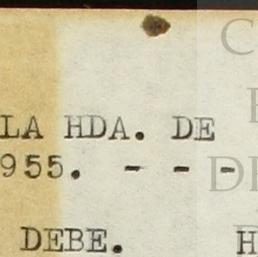 LA HDA. DE
955. - - -
DEBE. H